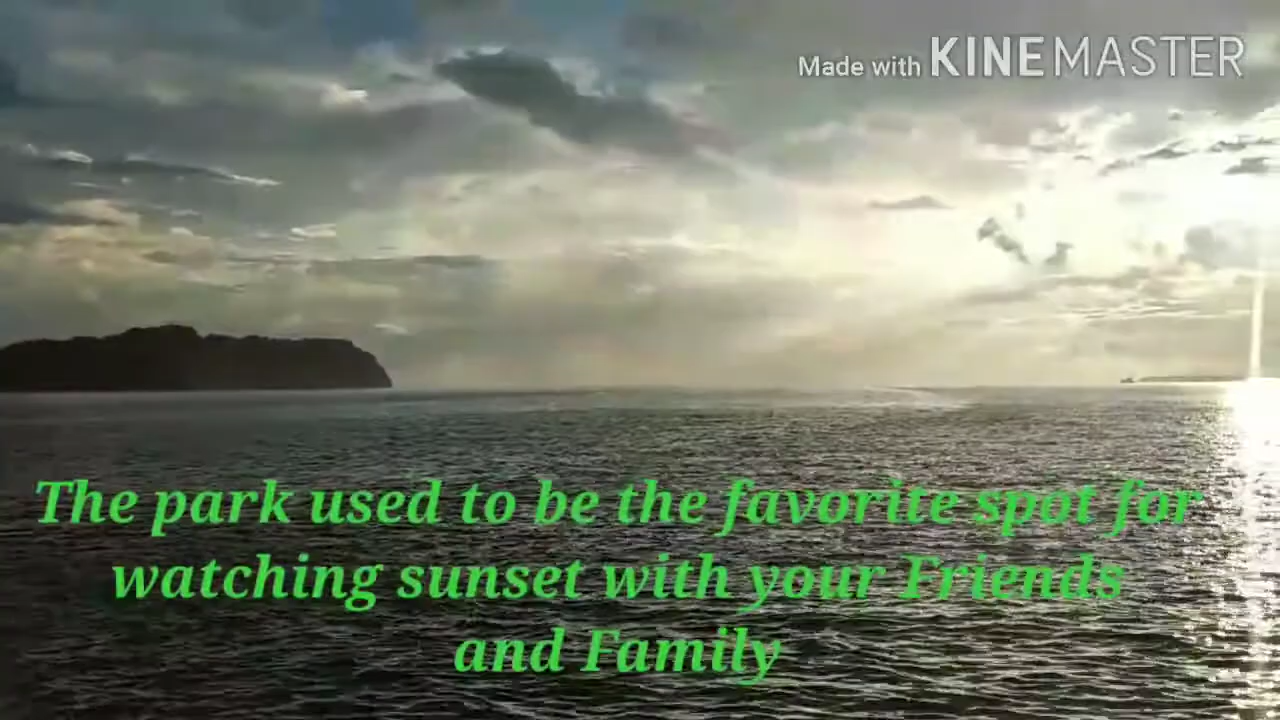 Made with KINEMASTER
The park used to be the favorite spot for
watching sunset with your Friends
and Family